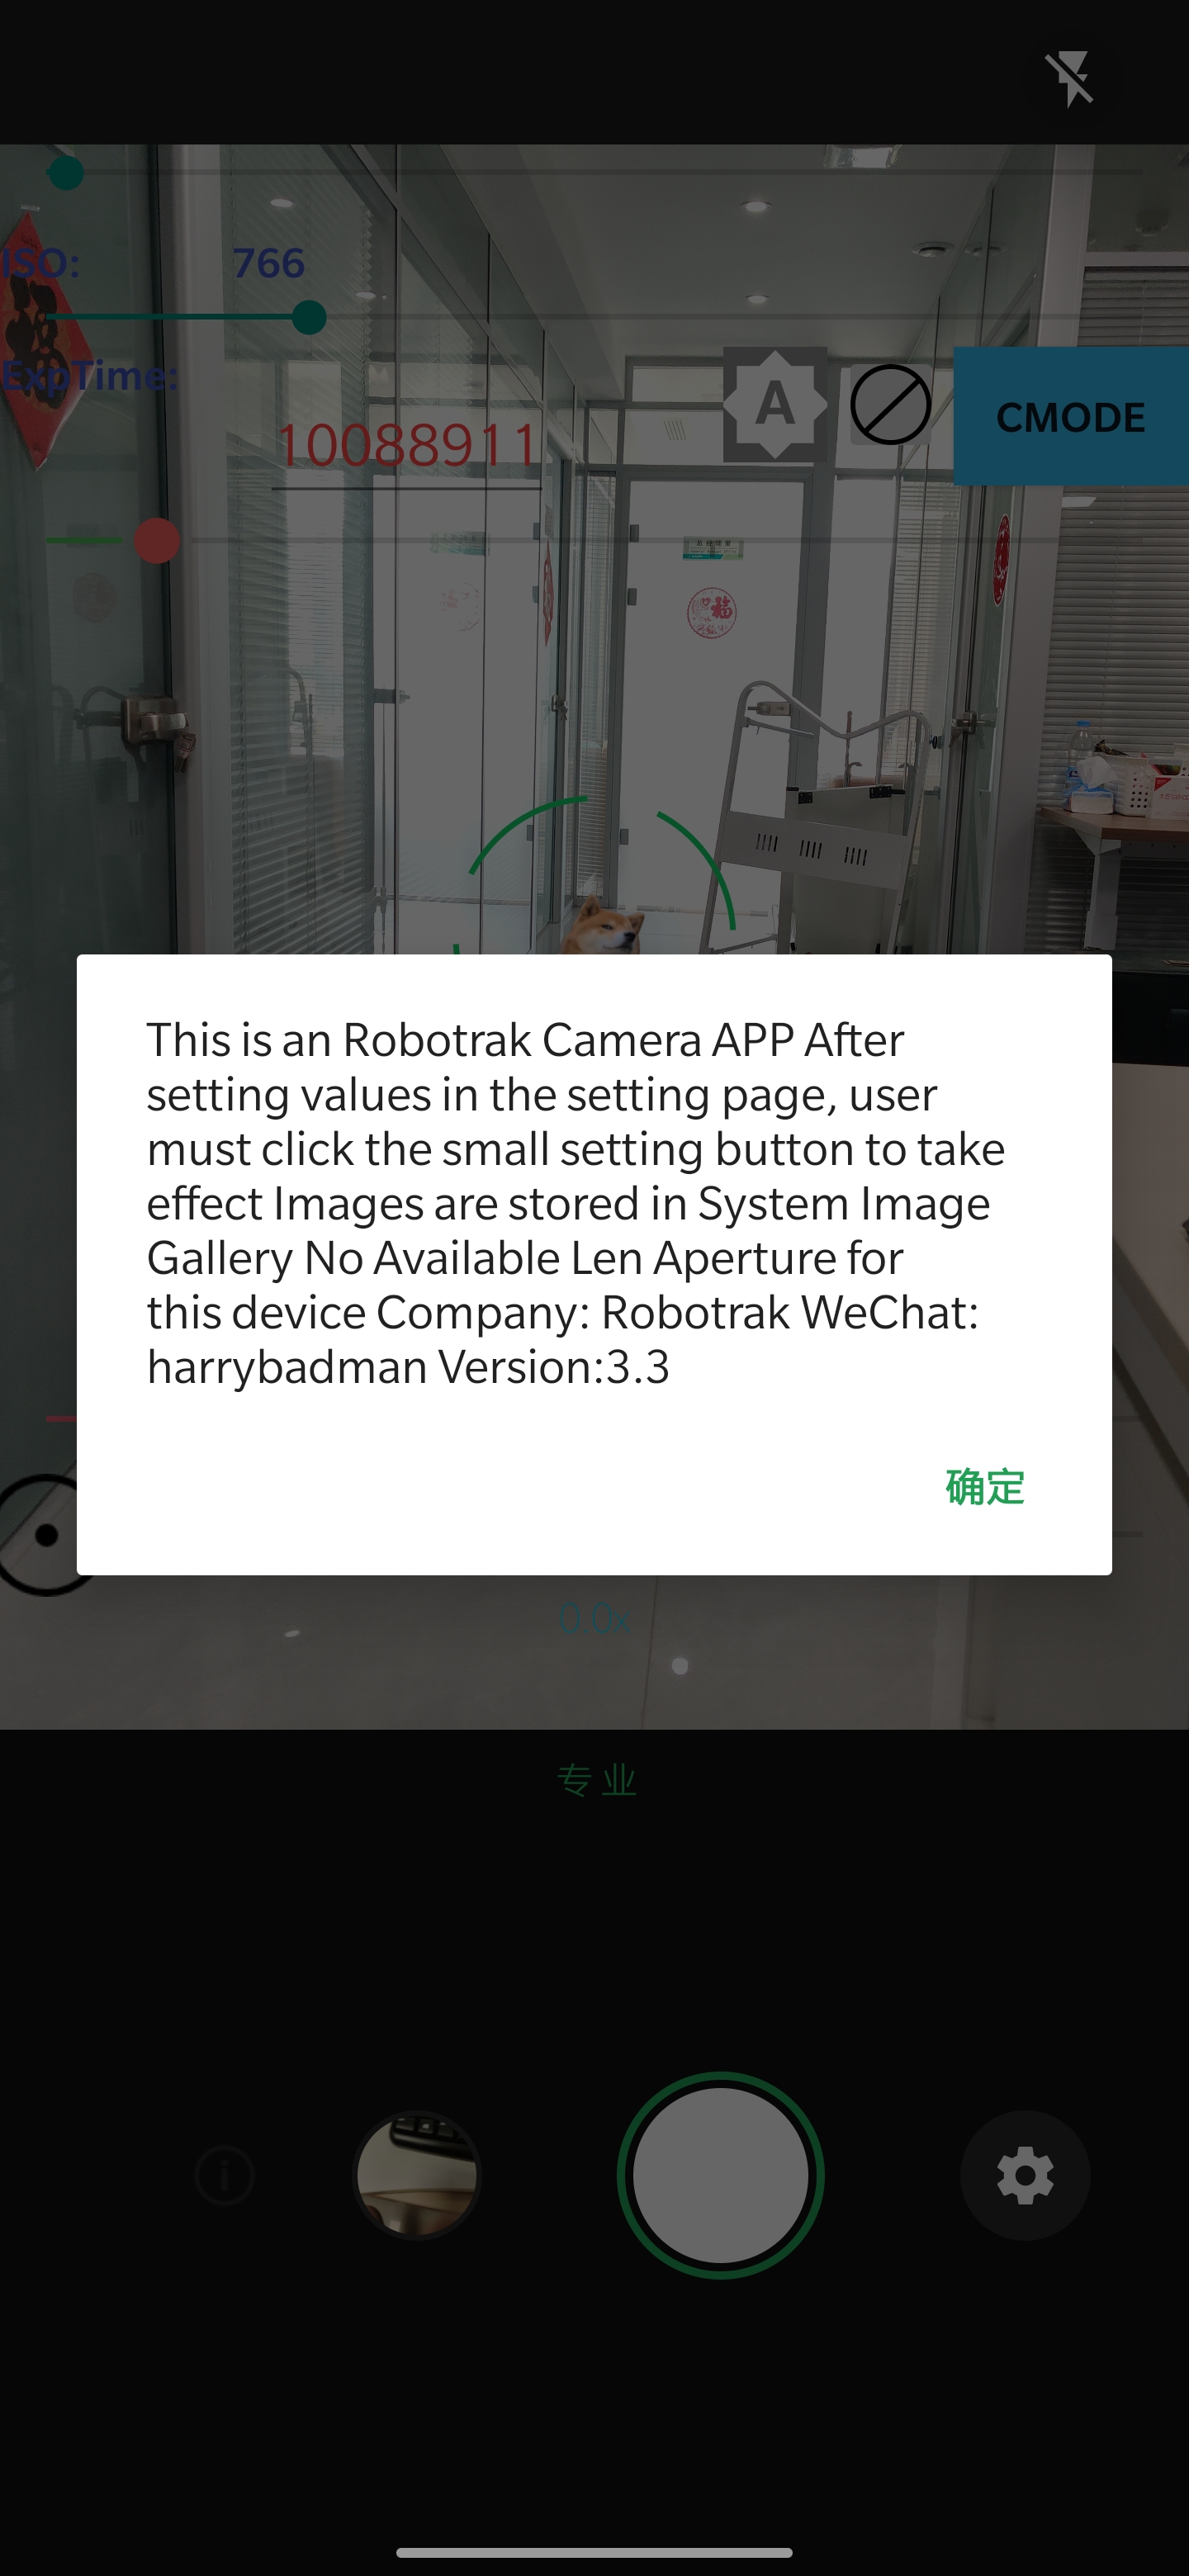 ISO: 766
ExpTime:
10088911
A
CMODE
福
This is an Robotrak Camera APP After
setting values in the setting page, user
must click the small setting button to take
effect Images are stored in System Image
Gallery No Available Len Aperture for
this device Company: Robotrak WeChat:
harrybadman Version:3.3
确定
0.0x
专业